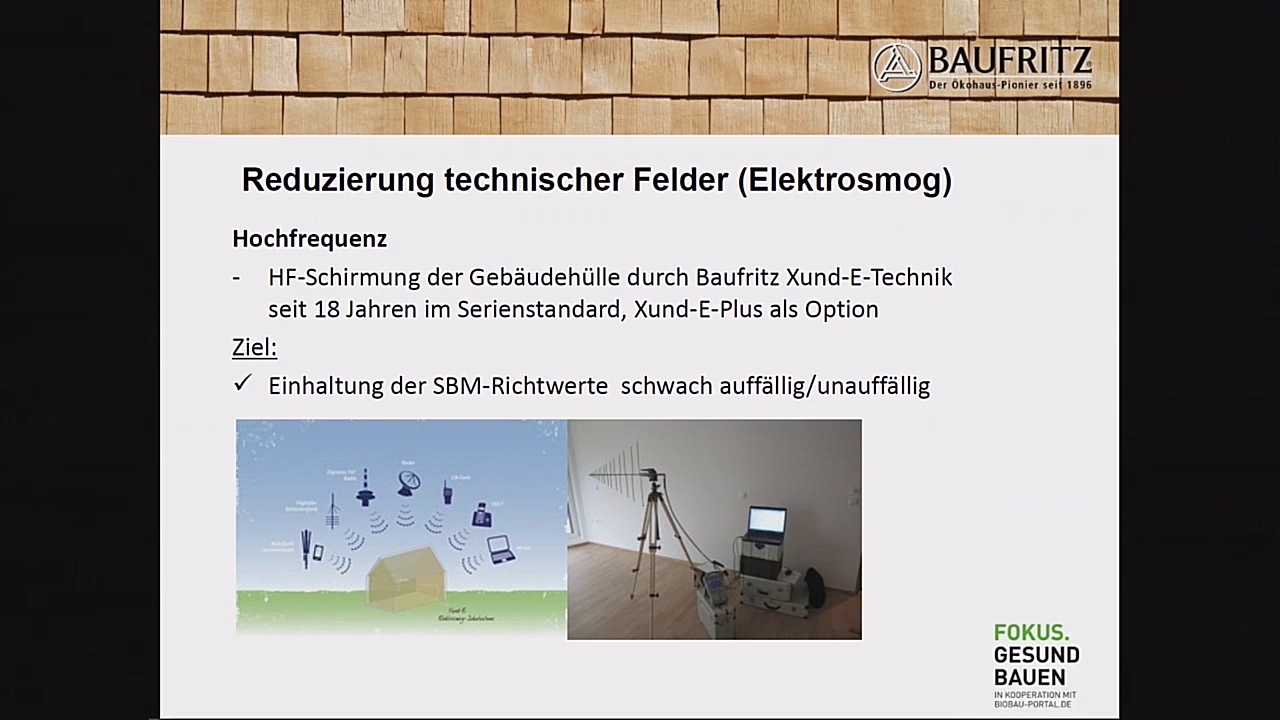 BAUFRITZ
Der Ökohaus-Pionier seit 1896
Reduzierung technischer Felder (Elektrosmog)
Hochfrequenz
- HF-Schirmung der Gebäudehülle durch Baufritz Xund-E-Technik
seit 18 Jahren im Serienstandard, Xund-E-Plus als Option
Ziel:
✓ Einhaltung der SBM-Richtwerte schwach auffällig/unauffällig
Radar
FOKUS.
GESUND
BAUEN
IN KOOPERATION MIT
BIOBAU-PORTAL.DE